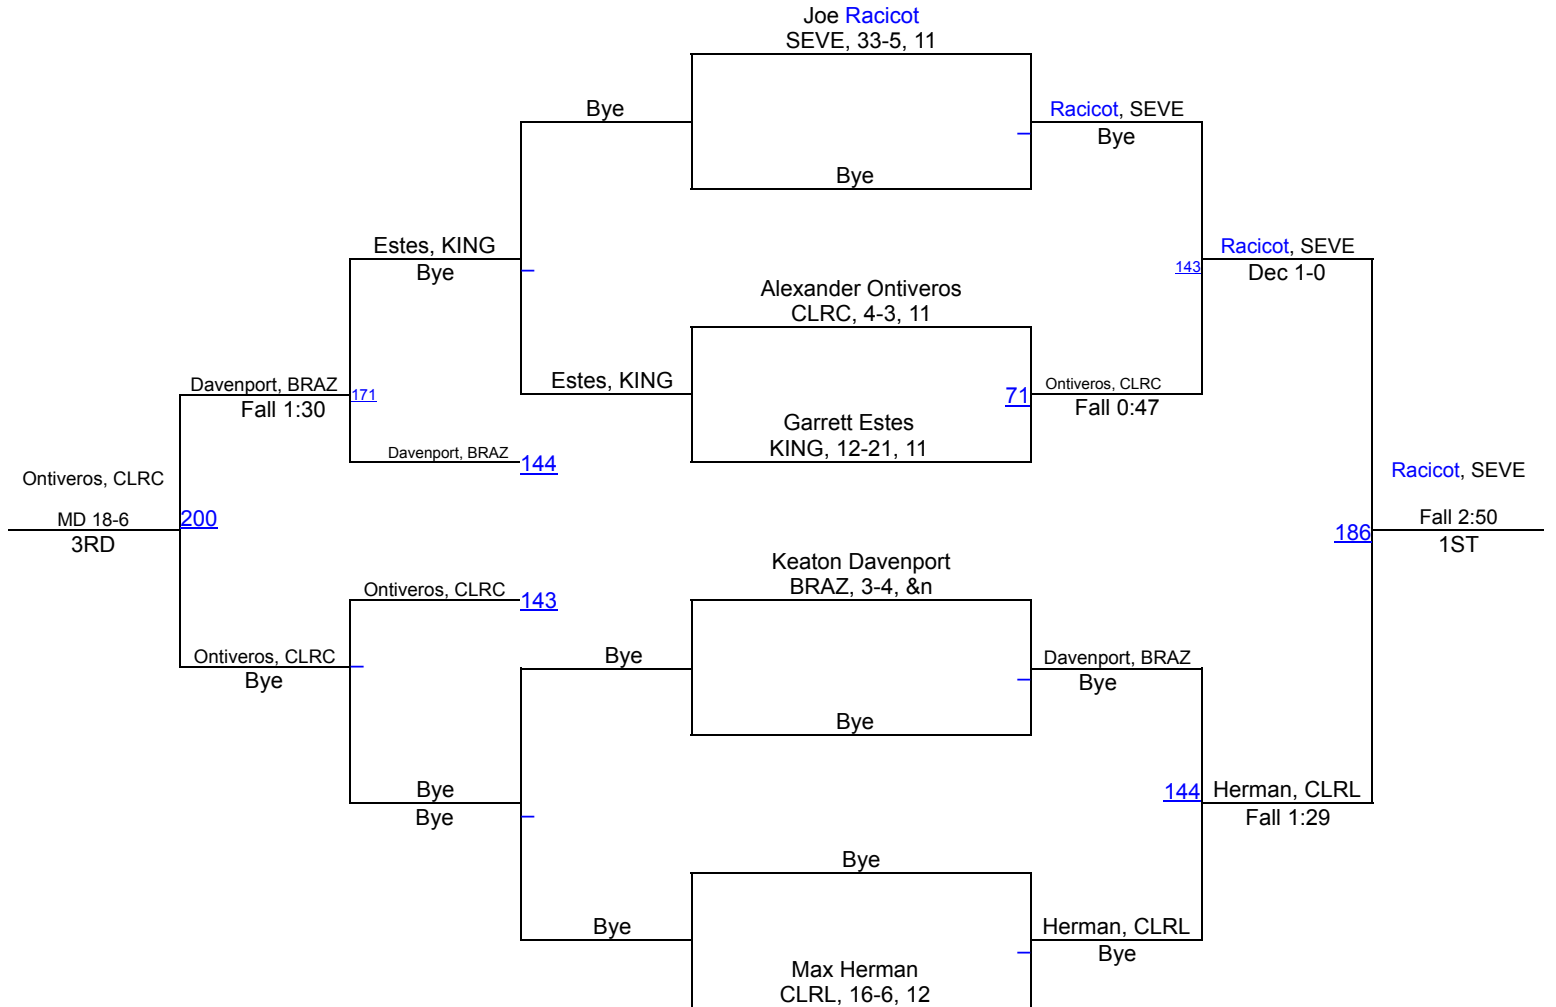 Joe Racicot
SEVE, 33-5, 11
Bye
Racicot, SEVE
Bye
Bye
Estes, KING
Bye
Racicot, SEVE
143
Dec 1-0
Alexander Ontiveros
CLRC, 4-3, 11
Davenport, BRAZ
171
Fall 1:30
Estes, KING
71
Ontiveros, CLRC
Fall 0:47
Garrett Estes
KING, 12-21, 11
Davenport, BRAZ
144
Ontiveros, CLRC
MD 18-6
200
3RD
Racicot, SEVE
Fall 2:50
186
1ST
Keaton Davenport
BRAZ, 3-4, &n
Ontiveros, CLRC
143
Ontiveros, CLRC
Bye
Bye
Davenport, BRAZ
Bye
Bye
Bye
Bye
144
Herman, CLRL
Fall 1:29
Bye
Bye
Herman, CLRL
Bye
Max Herman
CLRL, 16-6, 12